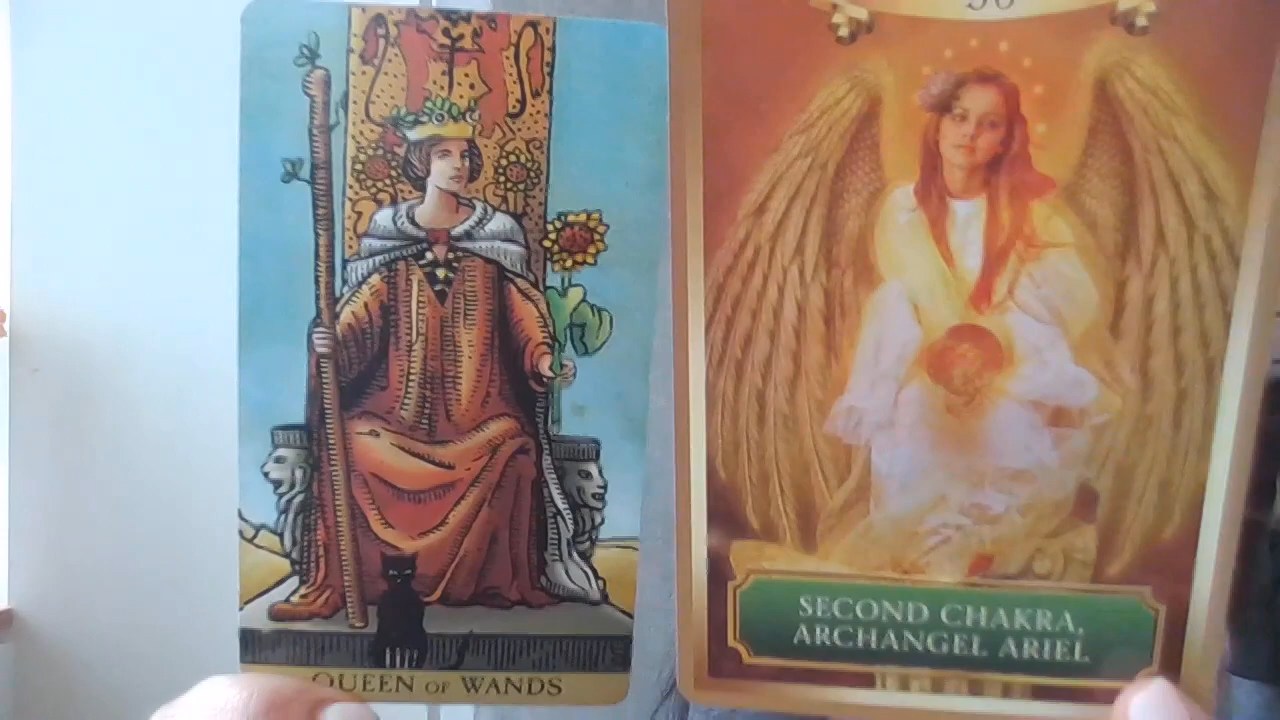 QUEEN OF WANDS
SECOND CHAKRA,
ARCHANGEL ARIEL